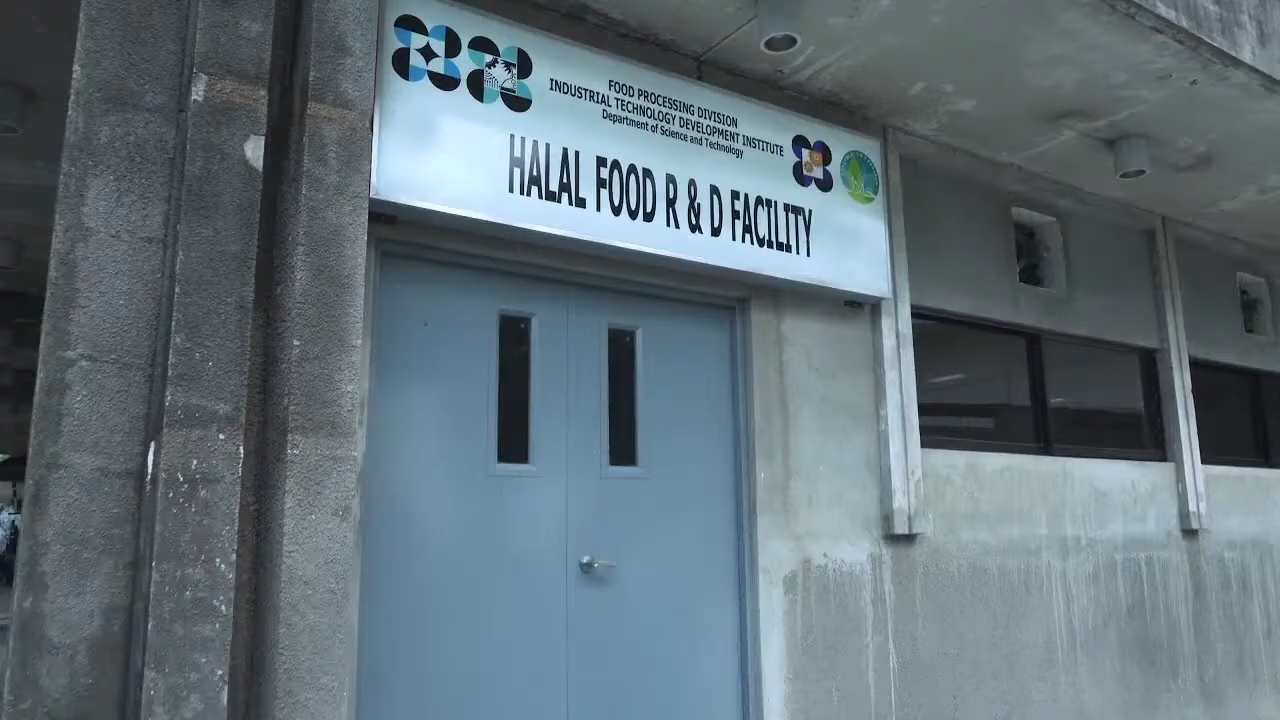 FOOD PROCESSING DIVISION
INDUSTRIAL TECHNOLOGY DEVELOPMENT INSTITUTE
Department of Science and Technology
HALAL FOOD R & D FACILITY